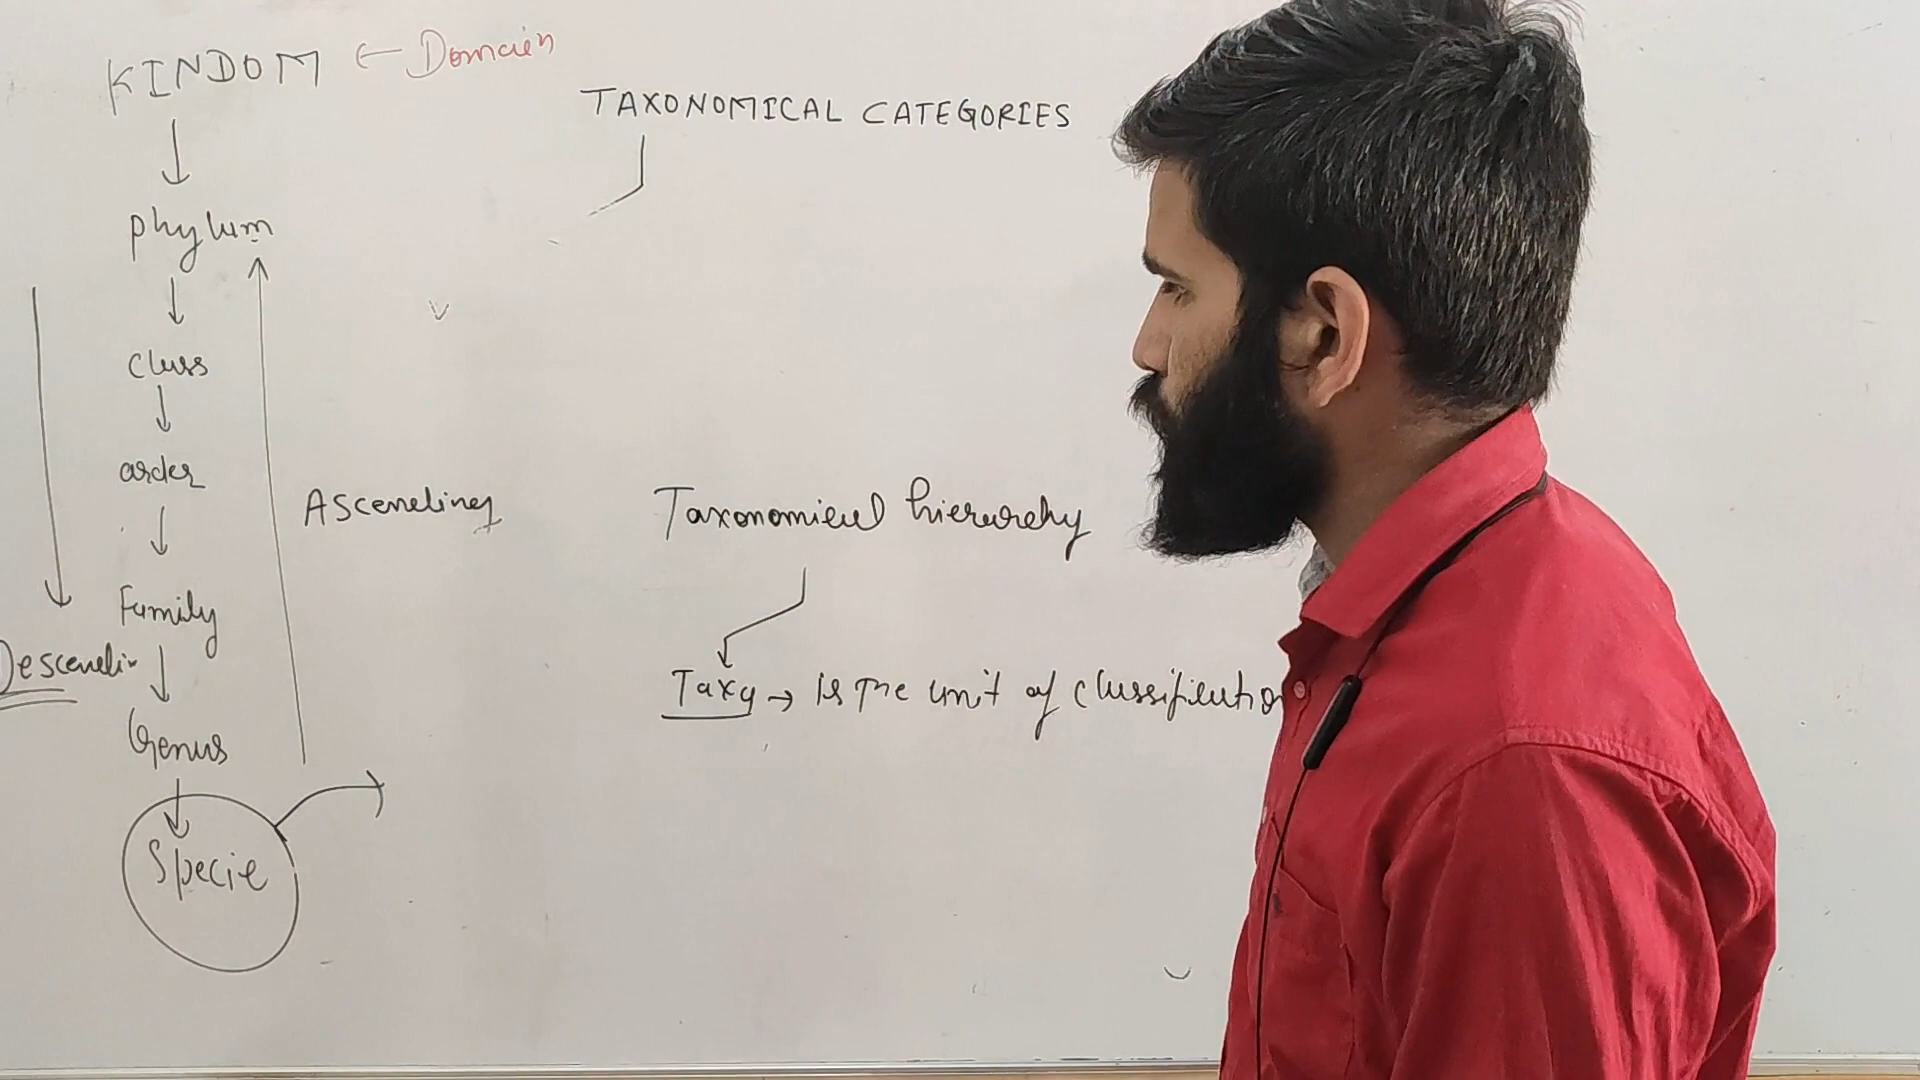 KINDOM ← Domain
TAXONOMICAL CATEGORIES
Phylum
Class
order
Ascending
Taxonomical hierarchy
Family
Descendin
Taxa → is the unit of classification
Genus
Specie